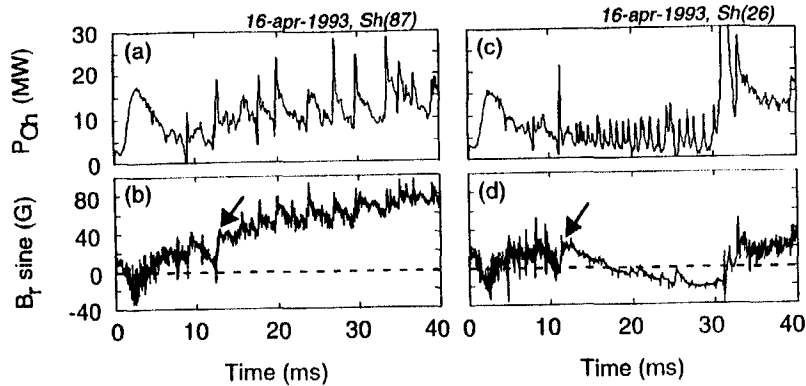 16-apr-1993, Sh(87)
16-apr-1993, Sh(26)
P_Oh (MW)
30
20
10
0
(a)
(c)
B_r sine (G)
80
40
0
-40
(b)
(d)
0 10 20 30 40
0 10 20 30 40
Time (ms)
Time (ms)